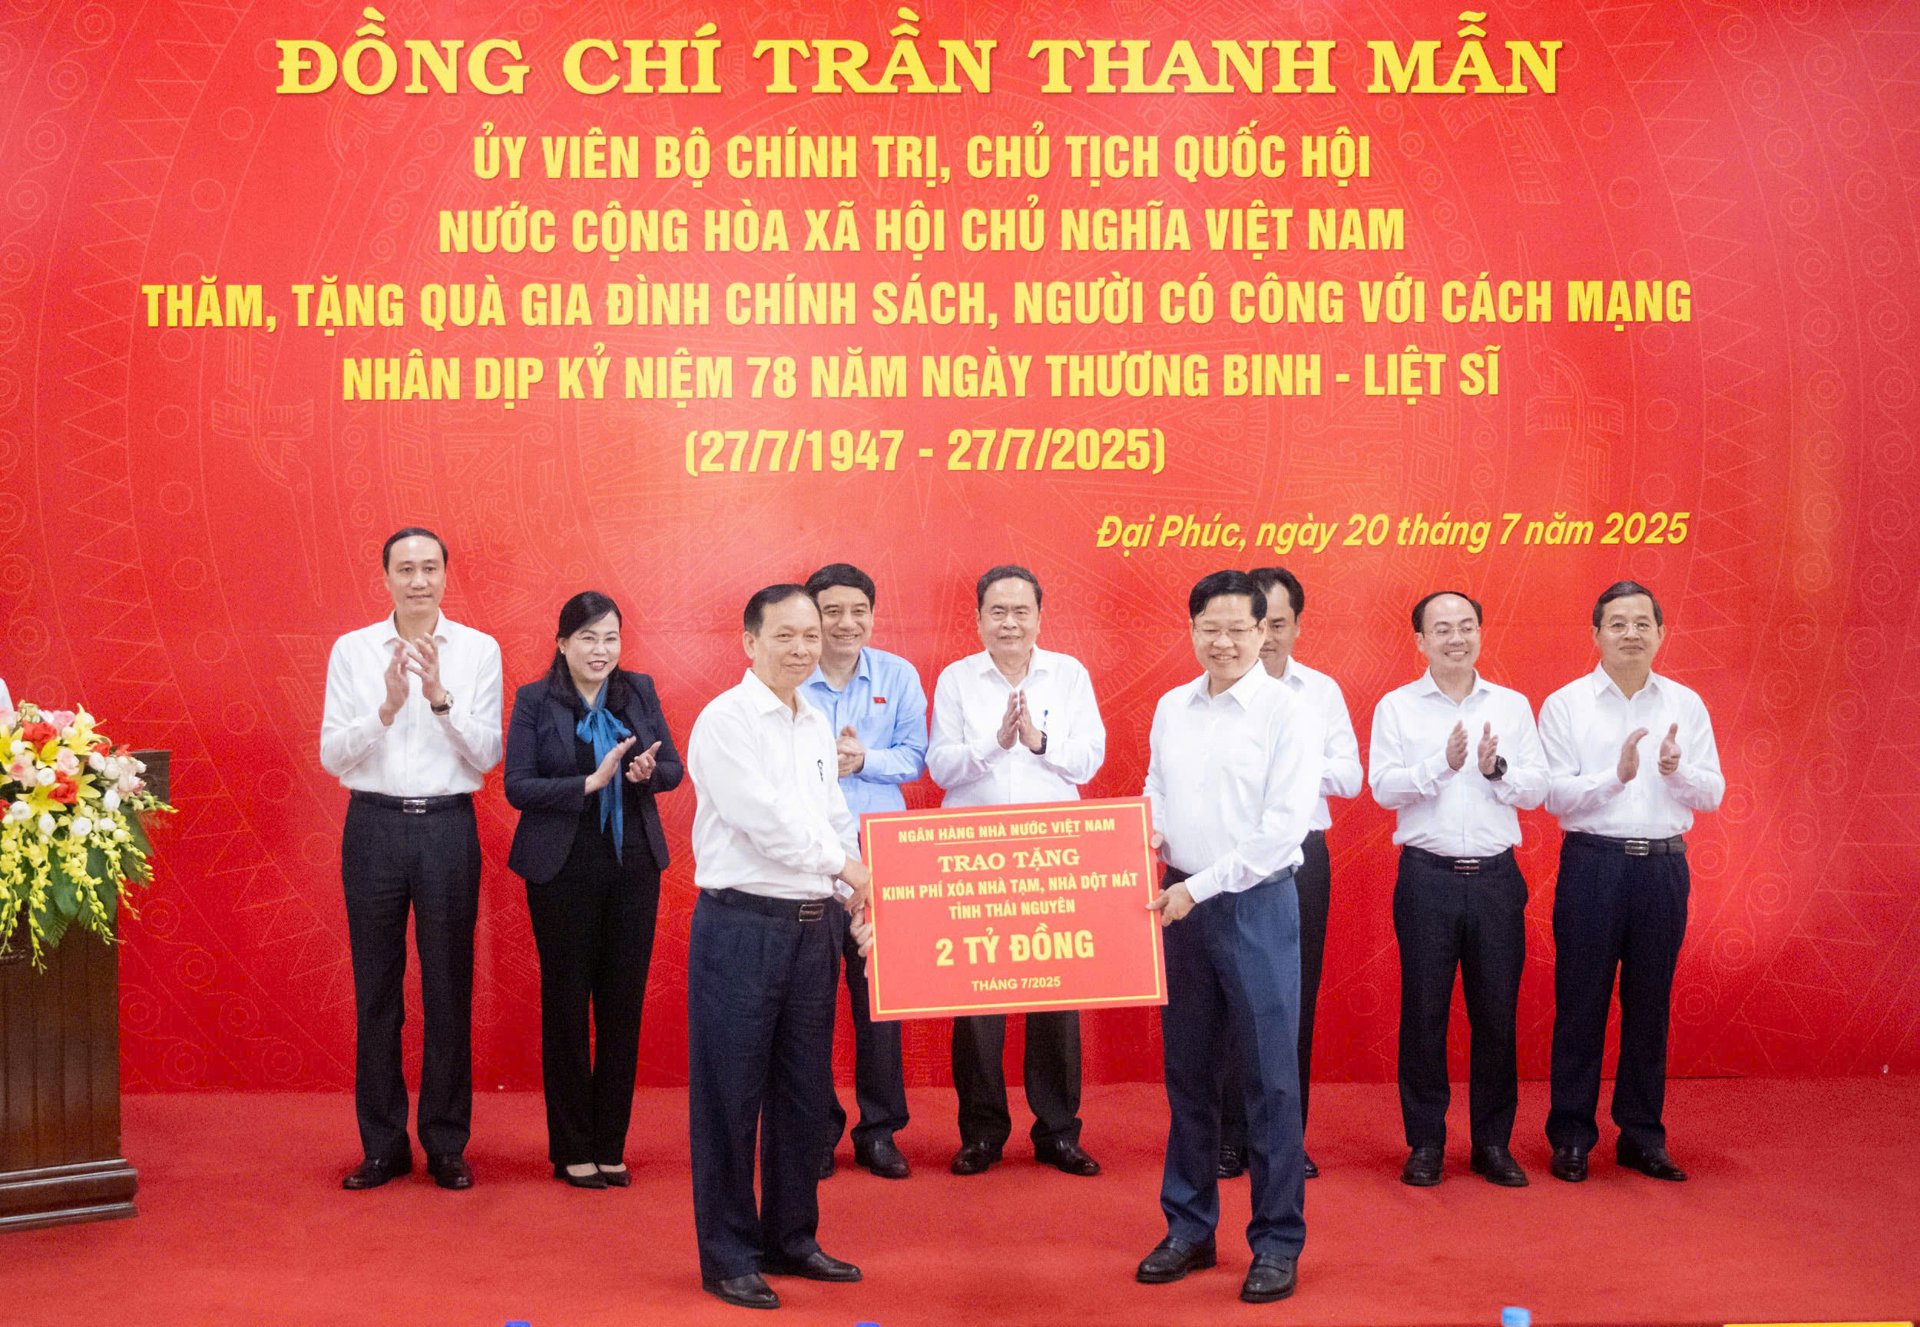 ĐỒNG CHÍ TRẦN THANH MẪN
ỦY VIÊN BỘ CHÍNH TRỊ, CHỦ TỊCH QUỐC HỘI
NƯỚC CỘNG HÒA XÃ HỘI CHỦ NGHĨA VIỆT NAM
THĂM, TẶNG QUÀ GIA ĐÌNH CHÍNH SÁCH, NGƯỜI CÓ CÔNG VỚI CÁCH MẠNG
NHÂN DỊP KỶ NIỆM 78 NĂM NGÀY THƯƠNG BINH - LIỆT SĨ
(27/7/1947 - 27/7/2025)
Đại Phúc, ngày 20 tháng 7 năm 2025
NGÂN HÀNG NHÀ NƯỚC VIỆT NAM
TRAO TẶNG
KINH PHÍ XÓA NHÀ TẠM, NHÀ DỘT NÁT
TỈNH THÁI NGUYÊN
2 TỶ ĐỒNG
THÁNG 7/2025